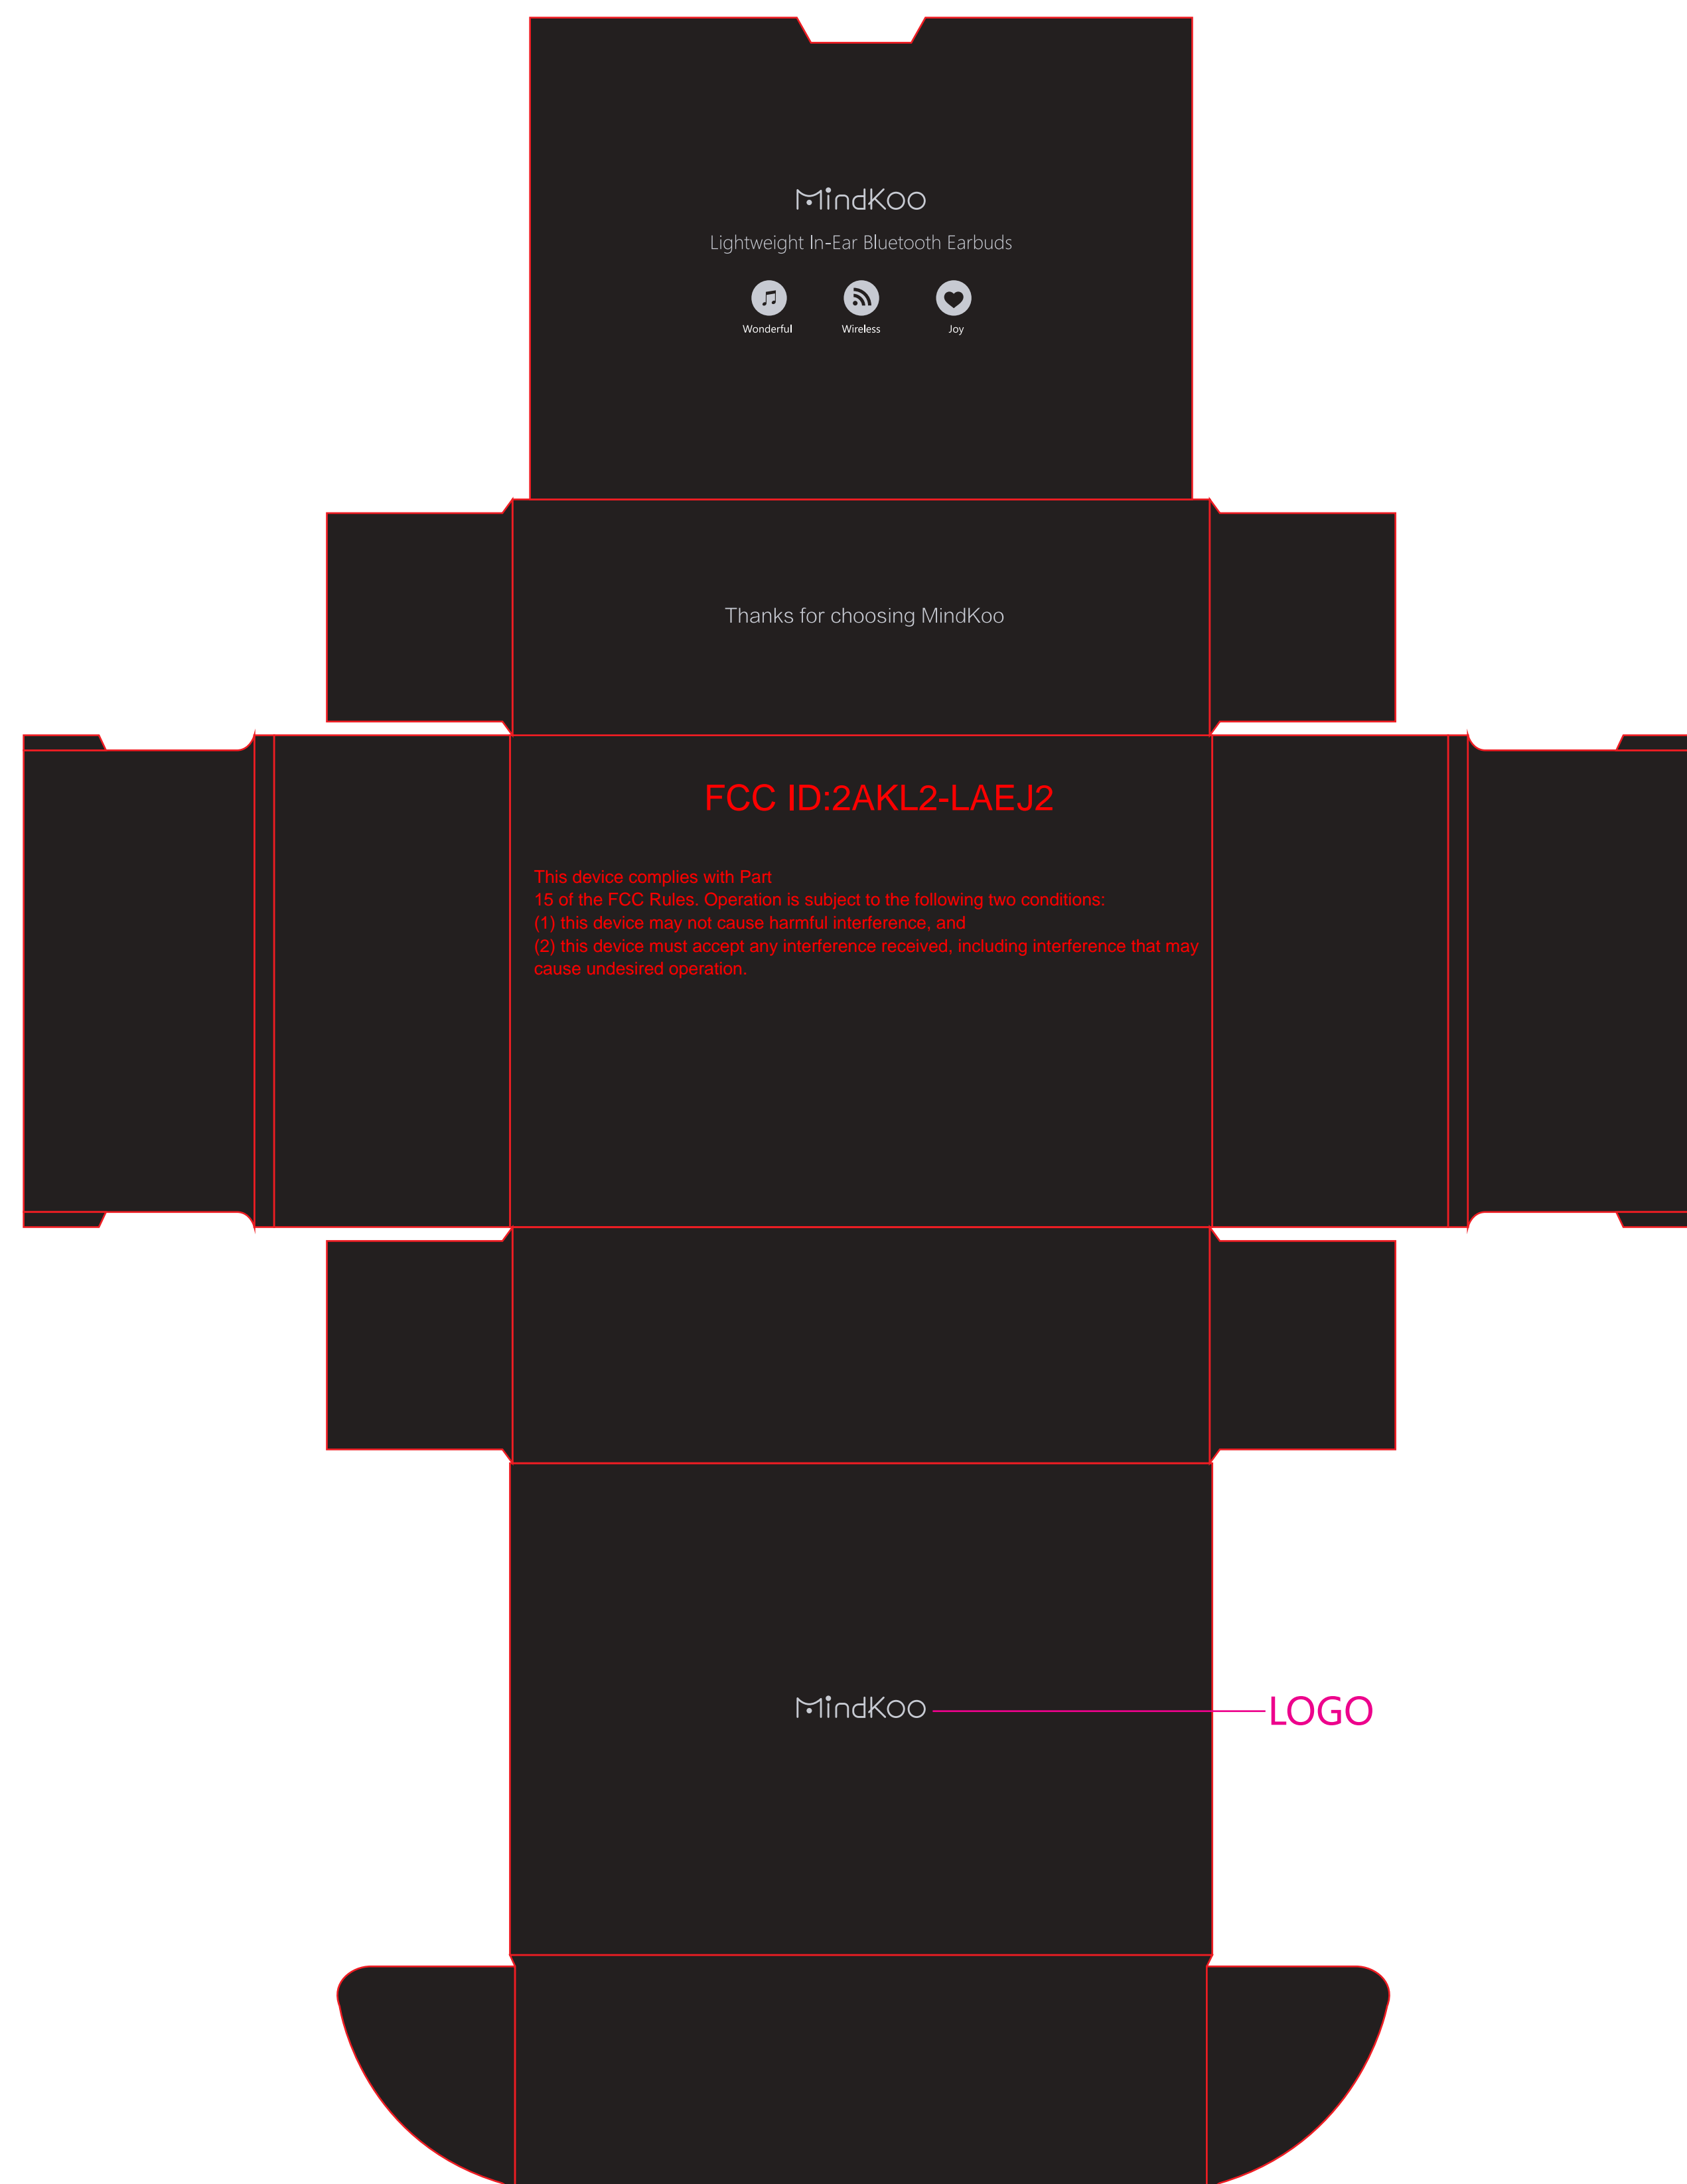 MindKoo
Lightweight In-Ear Bluetooth Earbuds
Wonderful Wireless Joy
Thanks for choosing MindKoo
FCC ID:2AKL2-LAEJ2
This device complies with Part
15 of the FCC Rules. Operation is subject to the following two conditions:
(1) this device may not cause harmful interference, and
(2) this device must accept any interference received, including interference that may
cause undesired operation.
MindKoo LOGO